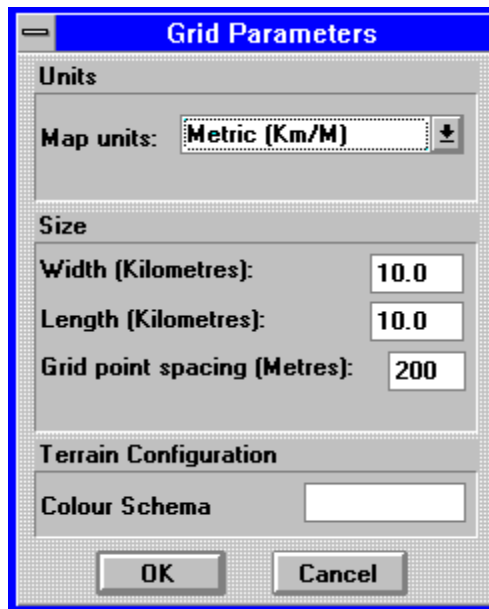 Grid Parameters
Units
Map units: Metric (Km/M)
Size
Width (Kilometres): 10.0
Length (Kilometres): 10.0
Grid point spacing (Metres): 200
Terrain Configuration
Colour Schema
OK Cancel